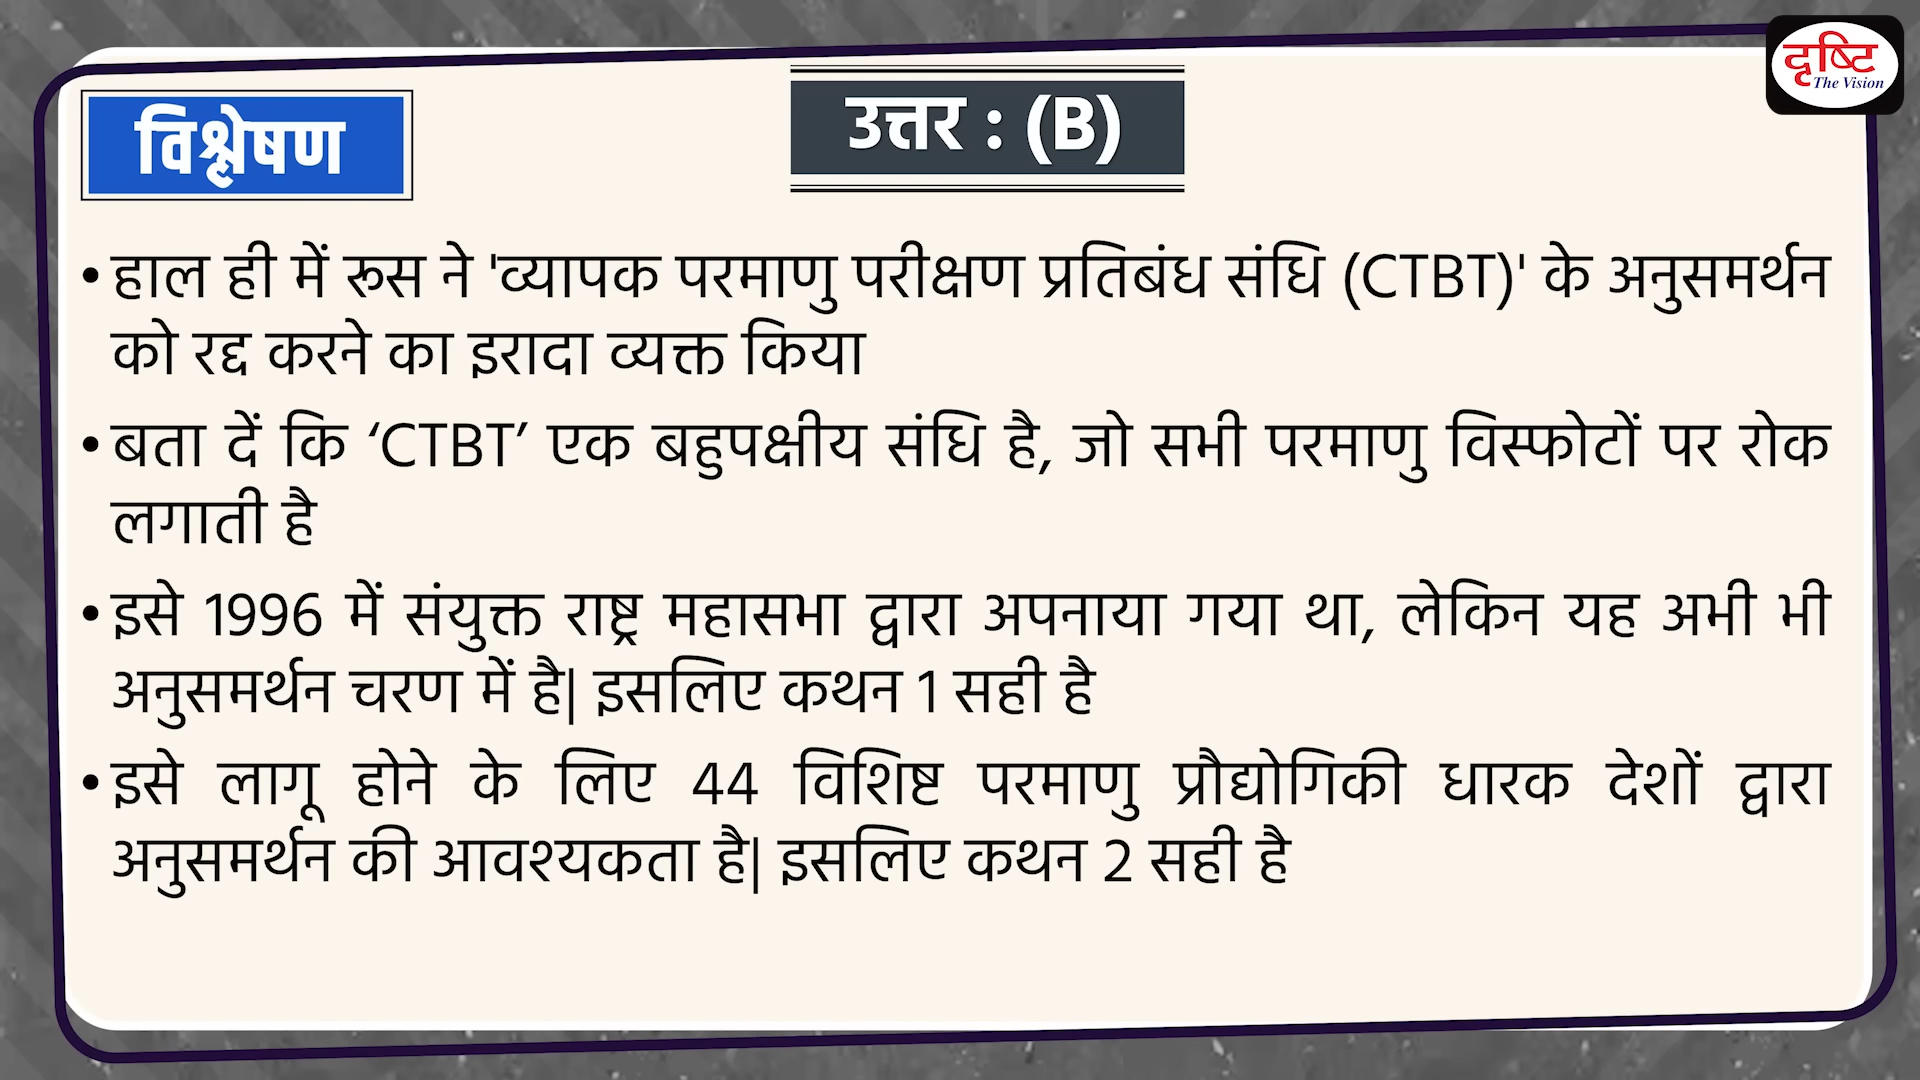 दृष्टि
The Vision
विश्लेषण
उत्तर : (B)
• हाल ही में रूस ने 'व्यापक परमाणु परीक्षण प्रतिबंध संधि (CTBT)' के अनुसमर्थन
को रद्द करने का इरादा व्यक्त किया
• बता दें कि ‘CTBT’ एक बहुपक्षीय संधि है, जो सभी परमाणु विस्फोटों पर रोक
लगाती है
• इसे 1996 में संयुक्त राष्ट्र महासभा द्वारा अपनाया गया था, लेकिन यह अभी भी
अनुसमर्थन चरण में है| इसलिए कथन 1 सही है
• इसे लागू होने के लिए 44 विशिष्ट परमाणु प्रौद्योगिकी धारक देशों द्वारा
अनुसमर्थन की आवश्यकता है| इसलिए कथन 2 सही है